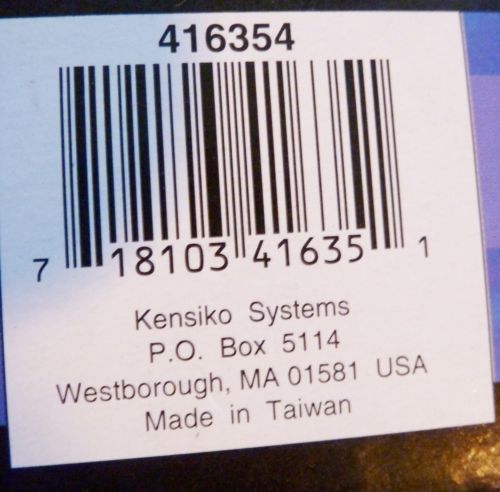 416354
7 18103 41635 1
Kensiko Systems
P.O. Box 5114
Westborough, MA 01581 USA
Made in Taiwan